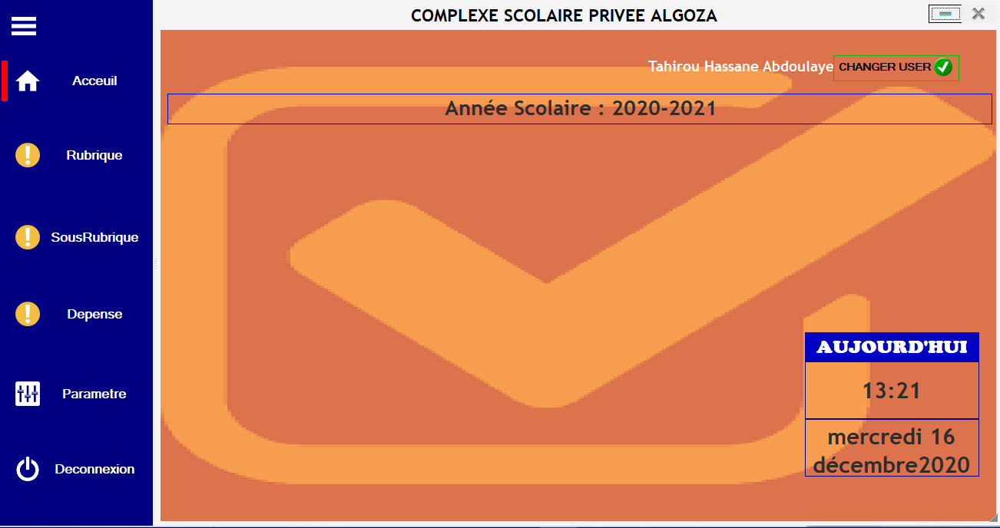 COMPLEXE SCOLAIRE PRIVEE ALGOZA
Acceuil
Rubrique
SousRubrique
Depense
Parametre
Deconnexion
Tahirou Hassane Abdoulaye
CHANGER USER
Année Scolaire : 2020-2021
AUJOURD'HUI
13:21
mercredi 16
décembre2020